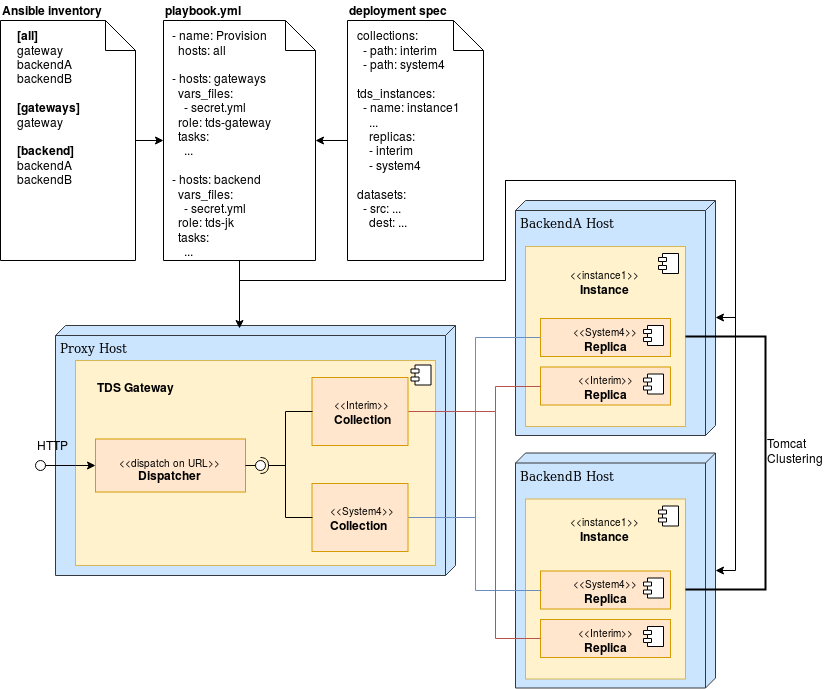 Ansible inventory
[all]
gateway
backendA
backendB
[gateways]
gateway
[backend]
backendA
backendB
playbook.yml
- name: Provision
hosts: all
- hosts: gateways
vars_files:
- secret.yml
role: tds-gateway
tasks:
...
- hosts: backend
vars_files:
- secret.yml
role: tds-jk
tasks:
...
deployment spec
collections:
- path: interim
- path: system4
tds_instances:
- name: instance1
...
replicas:
- interim
- system4
datasets:
- src: ...
dest: ...
Proxy Host
TDS Gateway
HTTP
<<dispatch on URL>>
Dispatcher
<<Interim>>
Collection
<<System4>>
Collection
BackendA Host
<<instance1>>
Instance
<<System4>>
Replica
<<Interim>>
Replica
Tomcat
Clustering
BackendB Host
<<instance1>>
Instance
<<System4>>
Replica
<<Interim>>
Replica